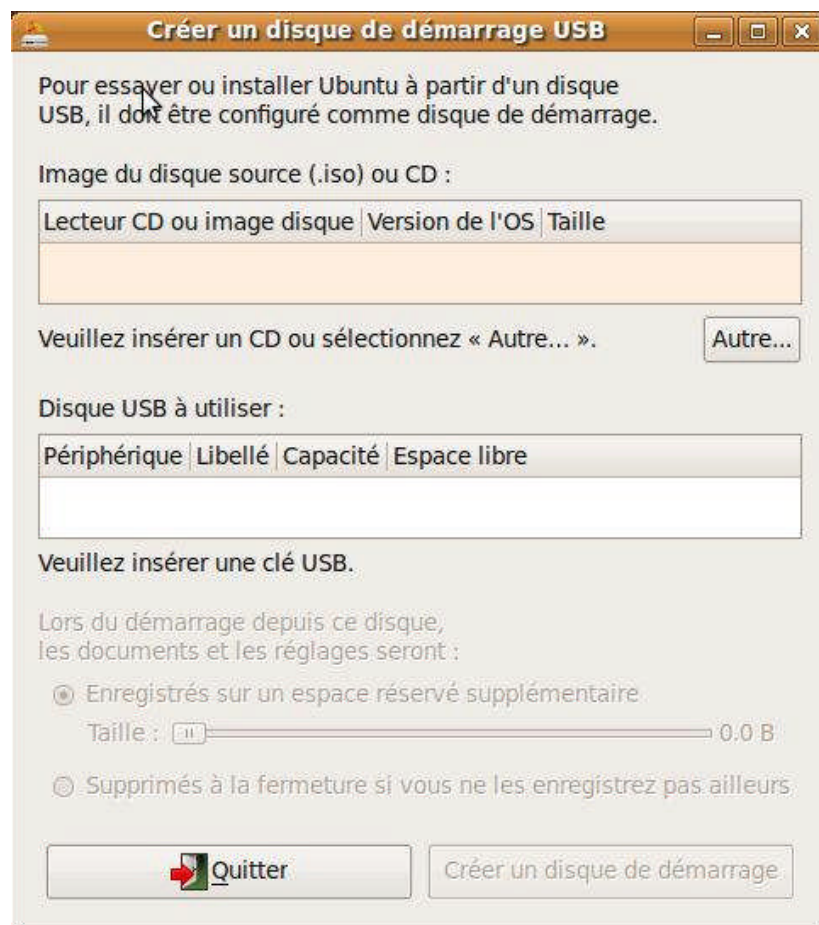 Créer un disque de démarrage USB
Pour essayer ou installer Ubuntu à partir d'un disque
USB, il doit être configuré comme disque de démarrage.
Image du disque source (.iso) ou CD :
Lecteur CD ou image disque Version de l'OS Taille
Veuillez insérer un CD ou sélectionnez « Autre... ». Autre...
Disque USB à utiliser :
Périphérique Libellé Capacité Espace libre
Veuillez insérer une clé USB.
Lors du démarrage depuis ce disque,
les documents et les réglages seront :
Enregistrés sur un espace réservé supplémentaire
Taille : 0.0 B
Supprimés à la fermeture si vous ne les enregistrez pas ailleurs
Quitter Créer un disque de démarrage